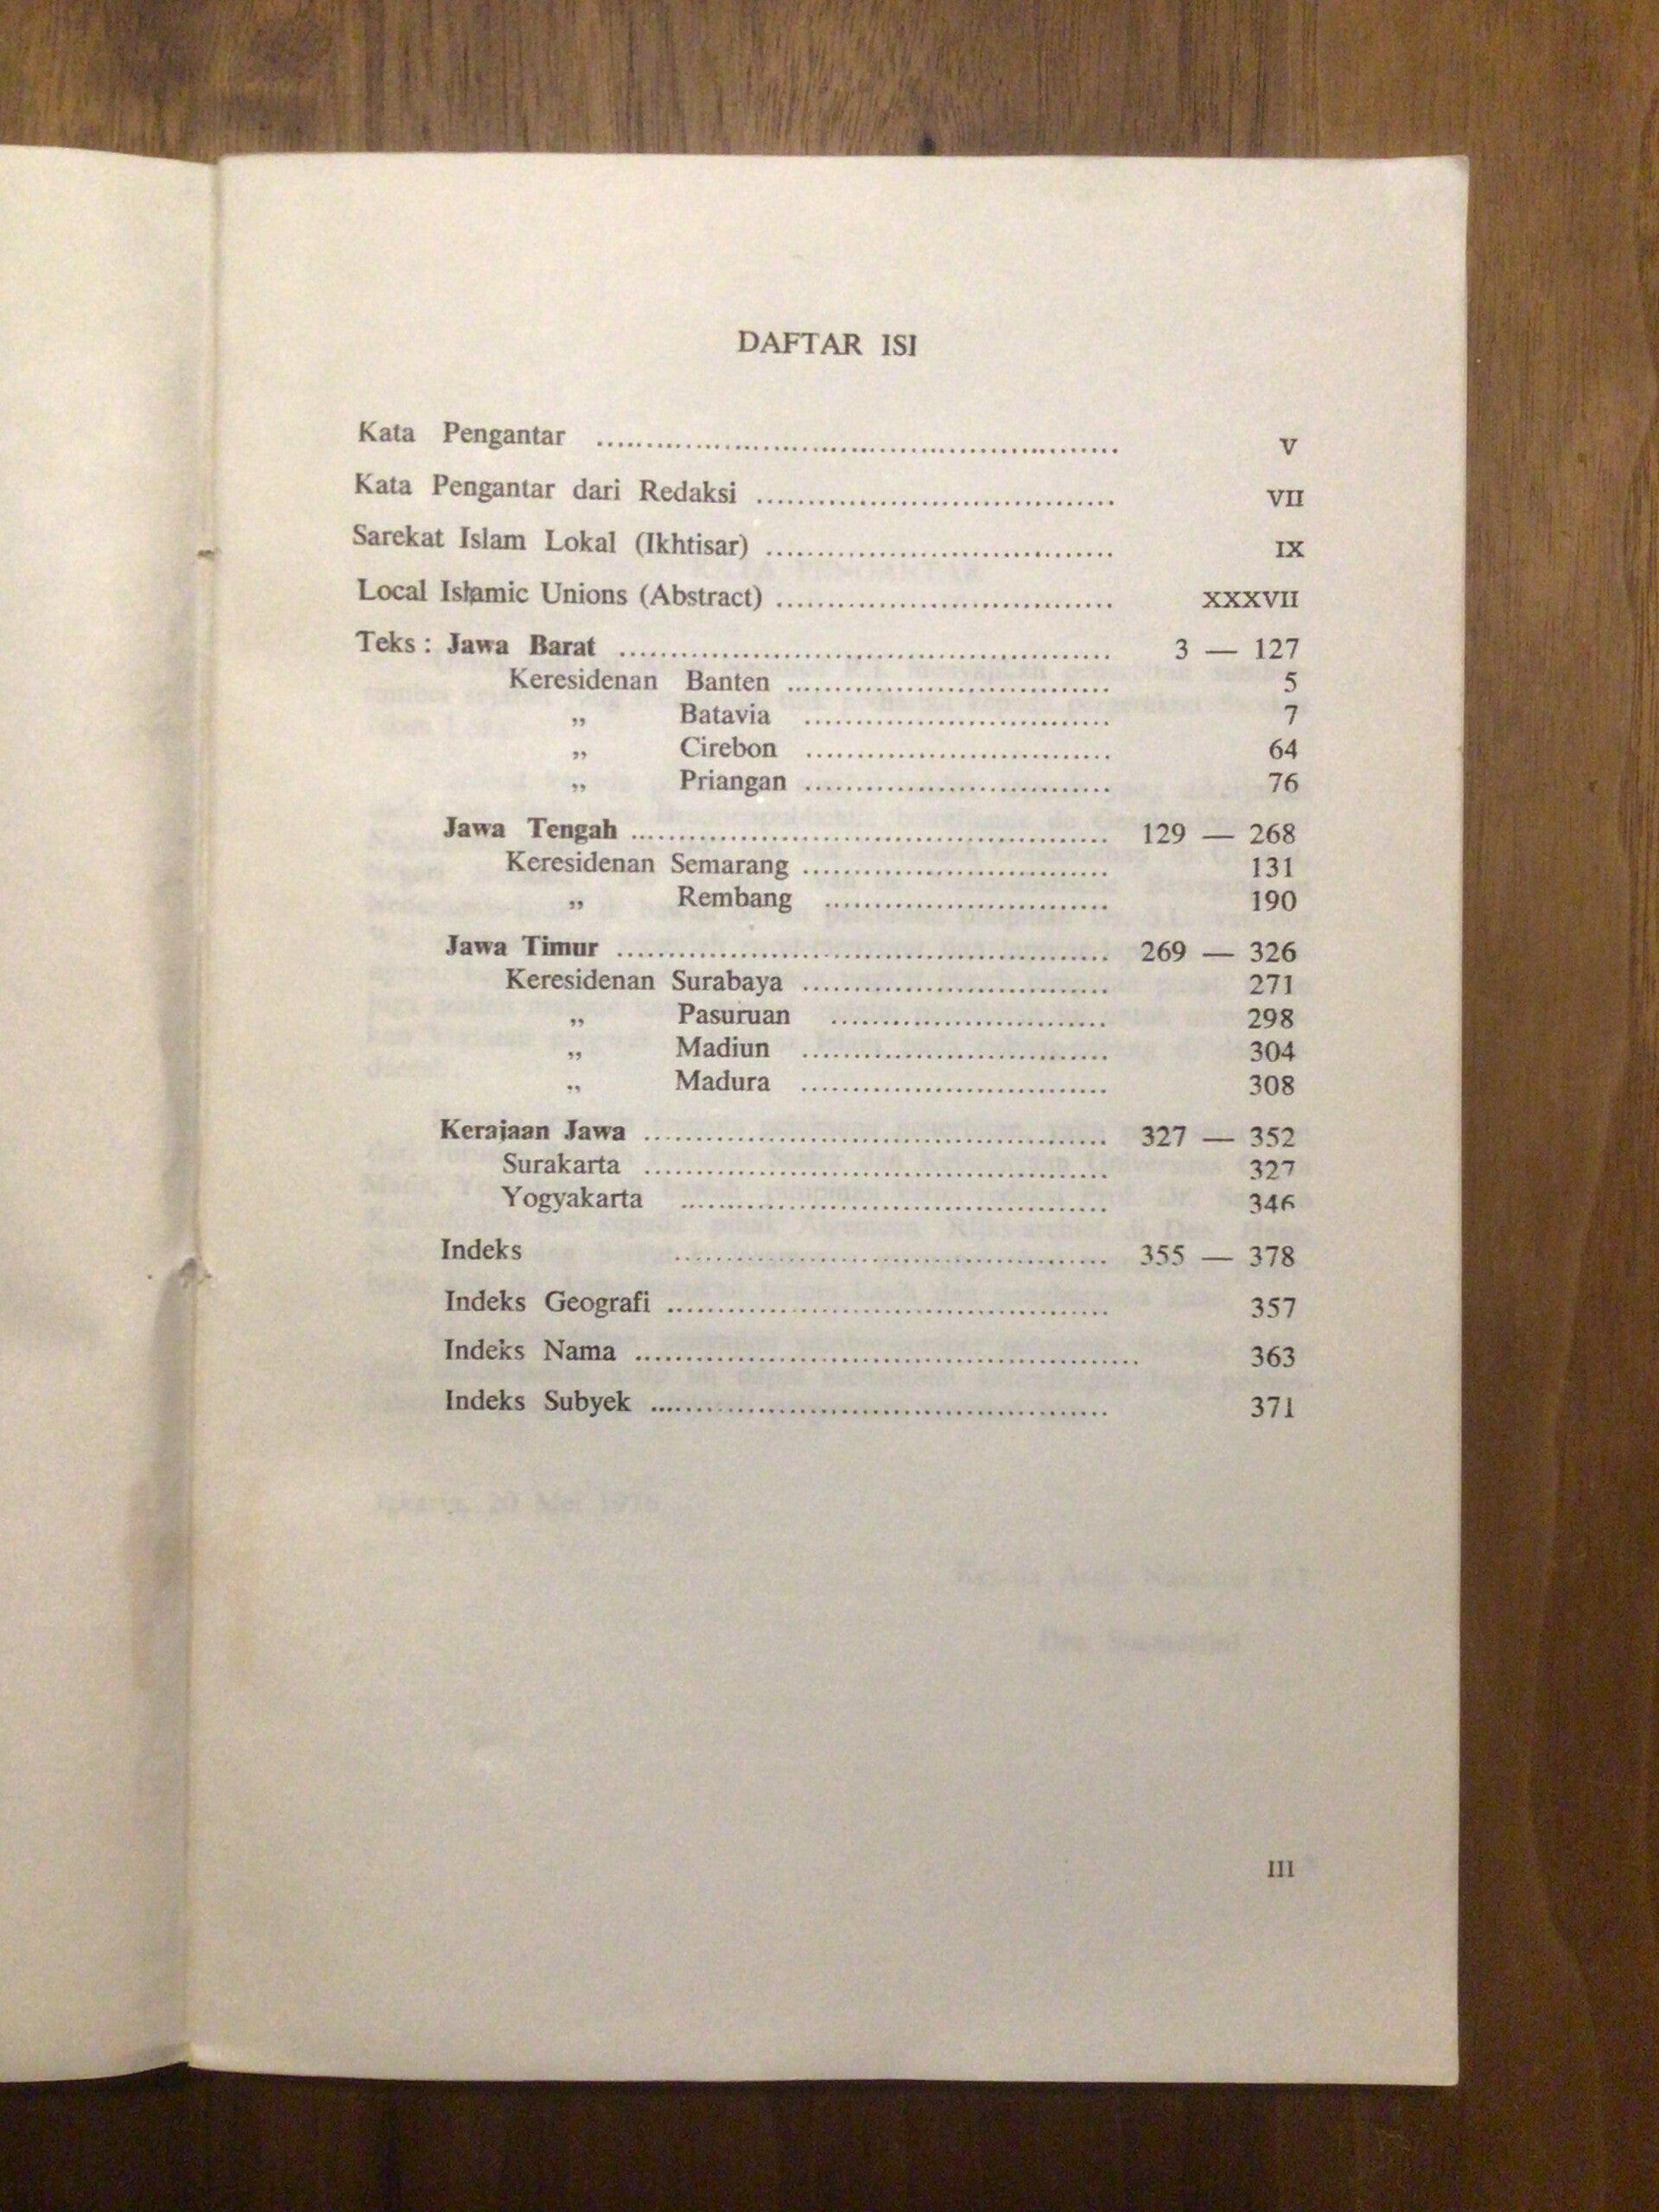 DAFTAR ISI
Kata Pengantar ........ V
Kata Pengantar dari Redaksi ........ VII
Sarekat Islam Lokal (Ikhtisar) ........ IX
Local Islamic Unions (Abstract) ........ XXXVII
Teks : Jawa Barat ........ 3 — 127
Keresidenan Banten ........ 5
„ Batavia ........ 7
„ Cirebon ........ 64
„ Priangan ........ 76
Jawa Tengah ........ 129 — 268
Keresidenan Semarang ........ 131
„ Rembang ........ 190
Jawa Timur ........ 269 — 326
Keresidenan Surabaya ........ 271
„ Pasuruan ........ 298
„ Madiun ........ 304
„ Madura ........ 308
Kerajaan Jawa ........ 327 — 352
Surakarta ........ 327
Yogyakarta ........ 346
Indeks ........ 355 — 378
Indeks Geografi ........ 357
Indeks Nama ........ 363
Indeks Subyek ........ 371
III